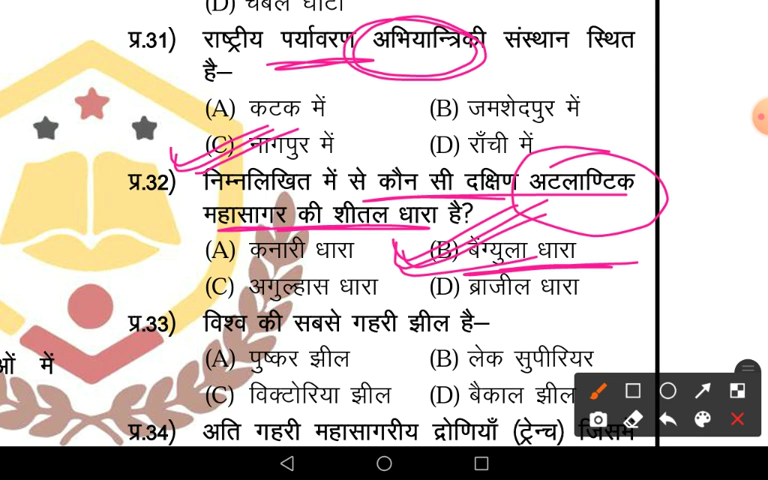 (D) चंबल घाटी
प्र.31) राष्ट्रीय पर्यावरण अभियान्त्रिकी संस्थान स्थित
है–
(A) कटक में (B) जमशेदपुर में
(C) नागपुर में (D) राँची में
प्र.32) निम्नलिखित में से कौन सी दक्षिण अटलाण्टिक
महासागर की शीतल धारा है?
(A) कनारी धारा (B) बेंग्युला धारा
(C) अगुल्हास धारा (D) ब्राजील धारा
प्र.33) विश्व की सबसे गहरी झील है–
(A) पुष्कर झील (B) लेक सुपीरियर
ओं में
(C) विक्टोरिया झील (D) बैकाल झील
प्र.34) अति गहरी महासागरीय द्रोणियाँ (ट्रेन्च) जिसमें